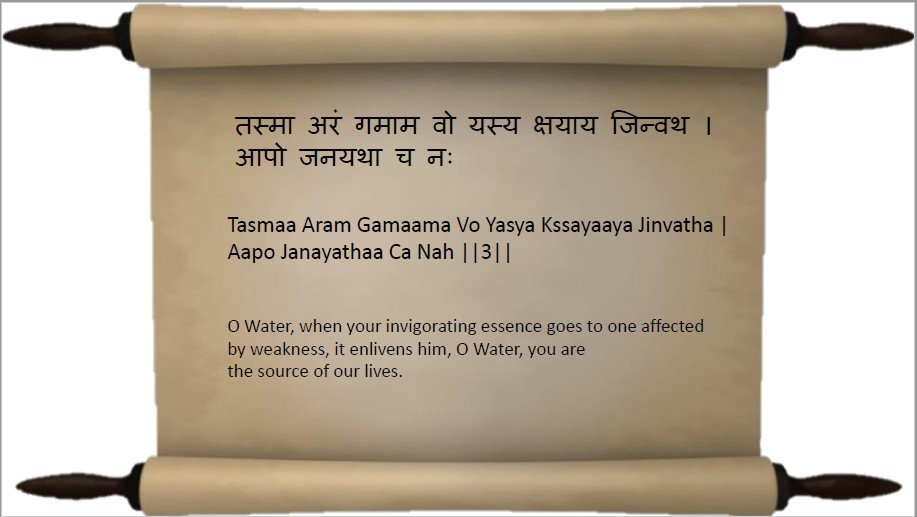 तस्मा अरं गमाम वो यस्य क्षयाय जिन्वथ ।
आपो जनयथा च नः
Tasmaa Aram Gamaama Vo Yasya Kssayaaya Jinvatha |
Aapo Janayathaa Ca Nah ||3||
O Water, when your invigorating essence goes to one affected
by weakness, it enlivens him, O Water, you are
the source of our lives.